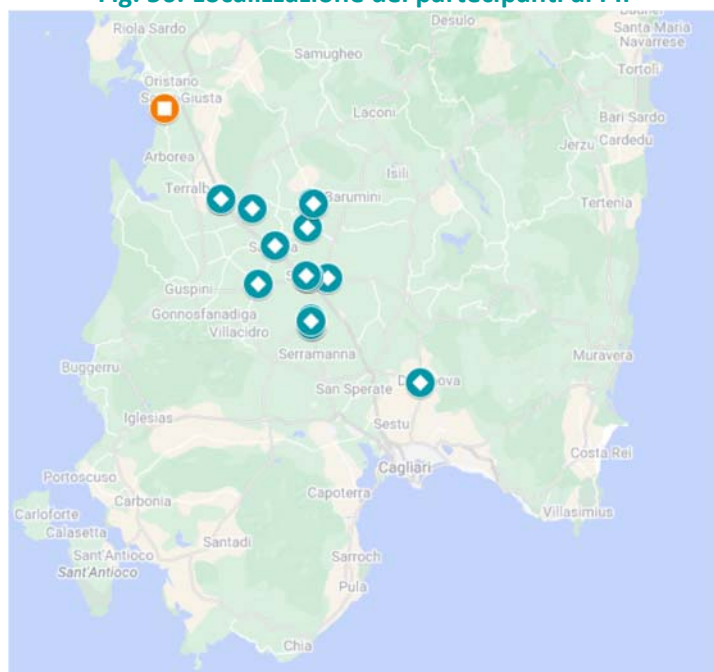 Riola Sardo
Desulo
Santa Maria
Navarrese
Samugheo
Tortolì
Oristano
Giusta
Laconi
Bari Sardo
Arborea
Jerzu Cardedu
Isili
Terralb
Barumini
Tertenia
Guspini
Gonnosfanadiga
Villacidro
Serramanna
Muravera
Buggerru
San Sperate
Sestu
Iglesias
Costa Rei
Cagliari
Portoscuso
Capoterra
Carbonia
Villasimius
Carloforte
Calasetta
Santadi
Sant'Antioco
Sant'Antioco
Sarroch
Pula
Chia